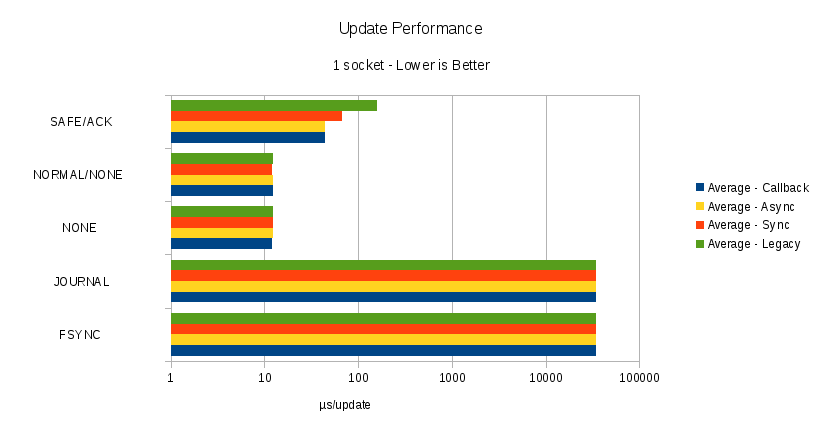 Update Performance
1 socket - Lower is Better
SAFE/ACK
NORMAL/NONE
NONE
JOURNAL
FSYNC
1 10 100 1000 10000 100000
µs/update
Average - Callback
Average - Async
Average - Sync
Average - Legacy